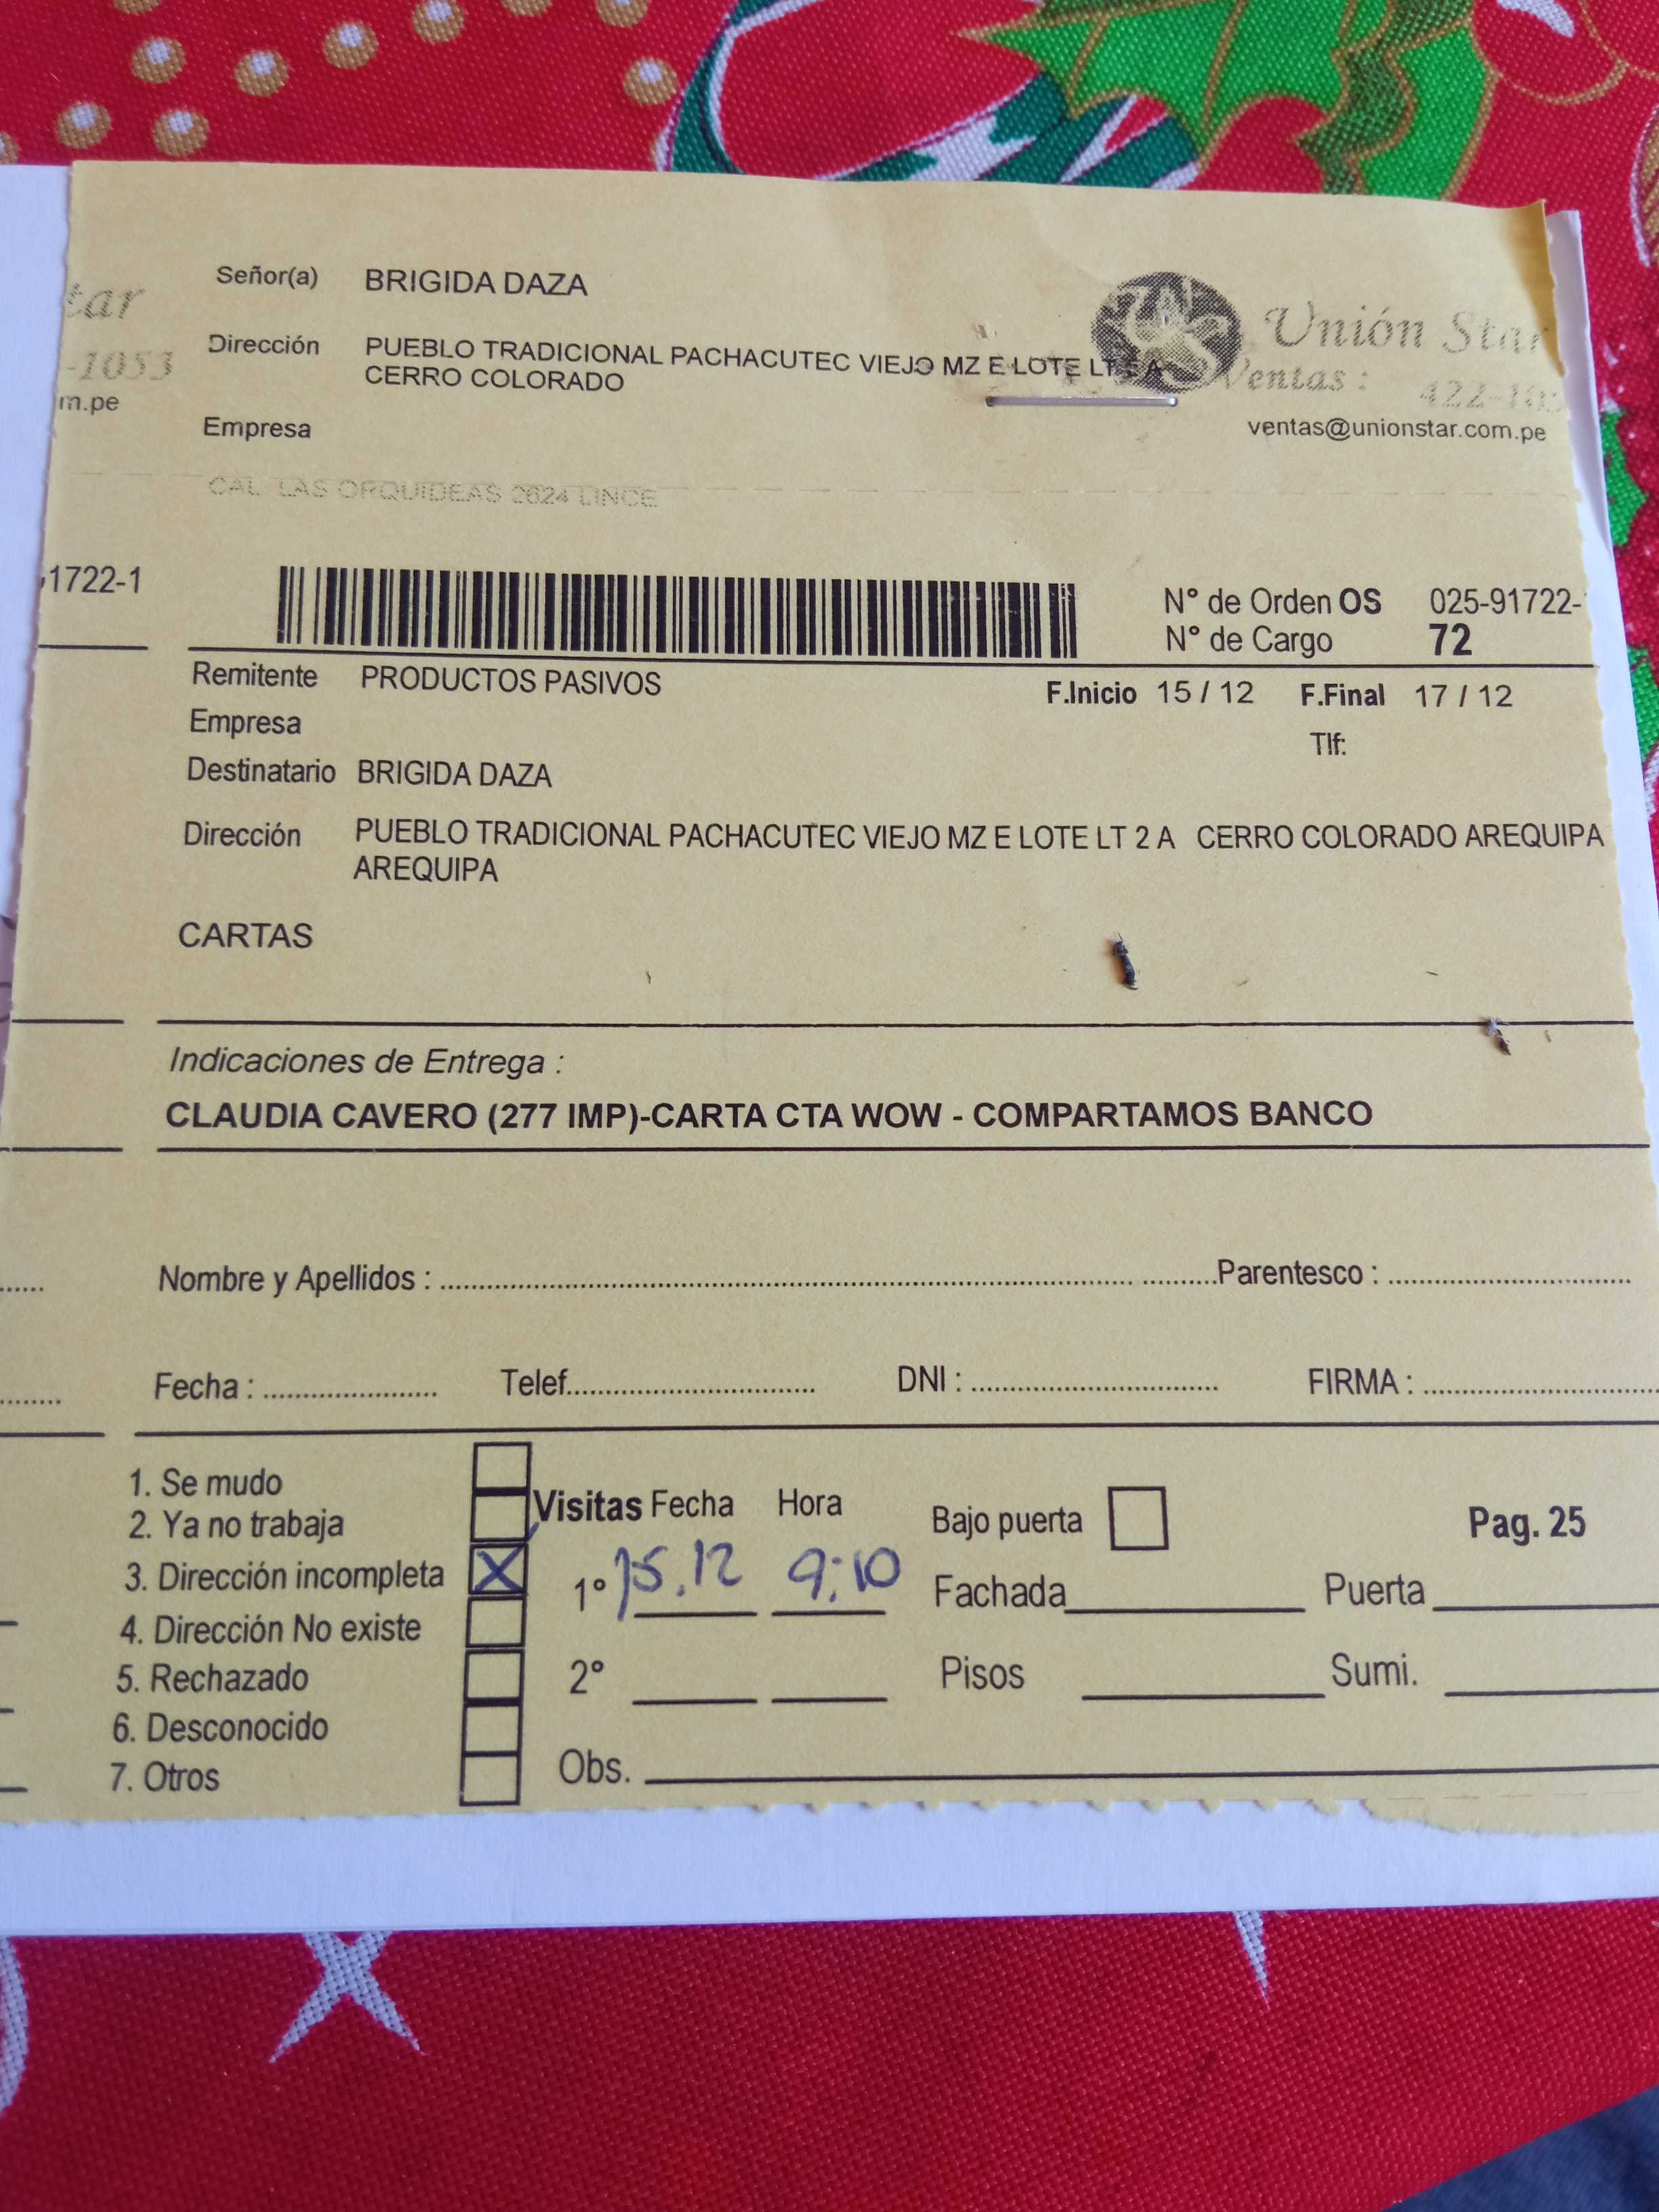 tar
-1053
m.pe
Señor(a) BRIGIDA DAZA
Dirección PUEBLO TRADICIONAL PACHACUTEC VIEJO MZ E LOTE LT
CERRO COLORADO
Empresa
Unión Star
Ventas :
ventas@unionstar.com.pe
CAL LAS ORQUIDEAS 2624 LINCE
1722-1
N° de Orden OS 025-91722-
N° de Cargo 72
Remitente PRODUCTOS PASIVOS
F.Inicio 15 / 12 F.Final 17 / 12
Empresa
Tlf:
Destinatario BRIGIDA DAZA
Dirección PUEBLO TRADICIONAL PACHACUTEC VIEJO MZ E LOTE LT 2 A CERRO COLORADO AREQUIPA
AREQUIPA
CARTAS
Indicaciones de Entrega :
CLAUDIA CAVERO (277 IMP)-CARTA CTA WOW - COMPARTAMOS BANCO
Nombre y Apellidos : .......... Parentesco : ..........
Fecha : .......... Telef.......... DNI : .......... FIRMA : ..........
1. Se mudo
2. Ya no trabaja
3. Dirección incompleta X
4. Dirección No existe
5. Rechazado
6. Desconocido
7. Otros
Visitas Fecha Hora
1° 15.12 9:10
2°
Obs.
Bajo puerta
Pag. 25
Fachada Puerta
Pisos Sumi.